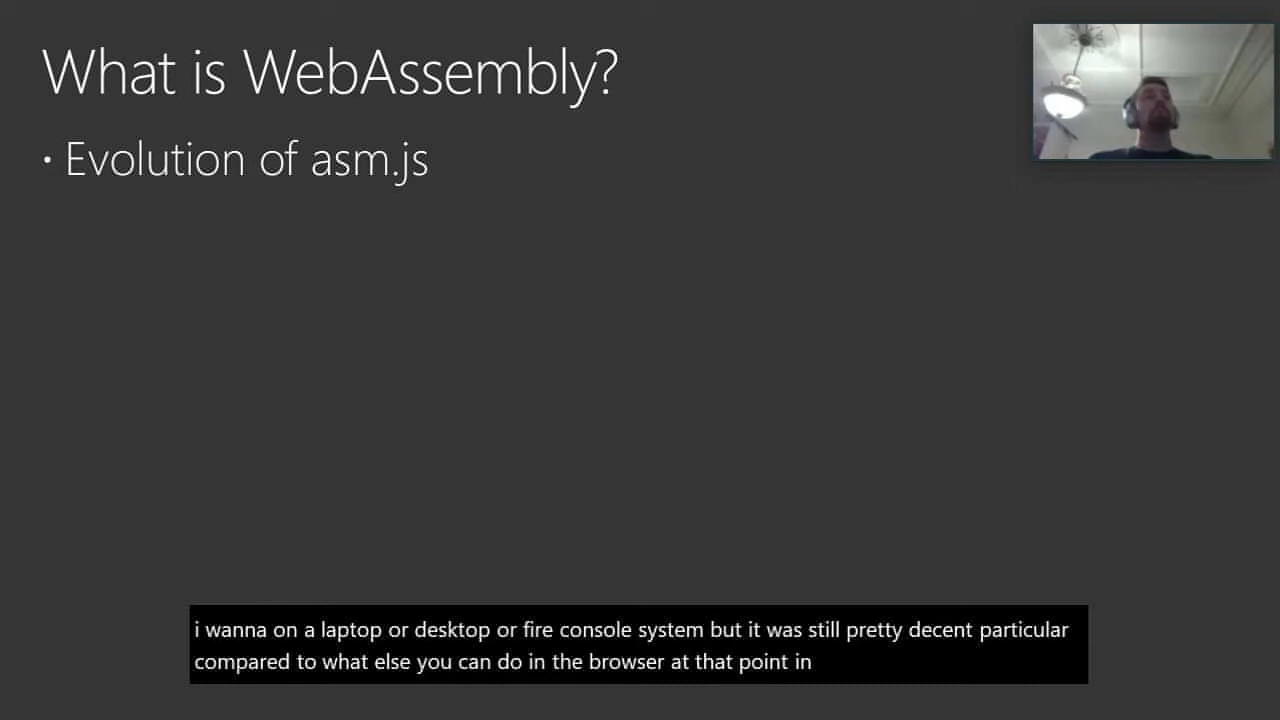 What is WebAssembly?
• Evolution of asm.js
i wanna on a laptop or desktop or fire console system but it was still pretty decent particular
compared to what else you can do in the browser at that point in